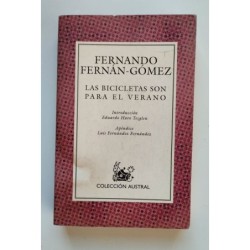 FERNANDO
FERNÁN-GÓMEZ
LAS BICICLETAS SON
PARA EL VERANO
Introducción
Eduardo Haro Tecglen
Apéndice
Luis Fernández Fernández
COLECCIÓN AUSTRAL